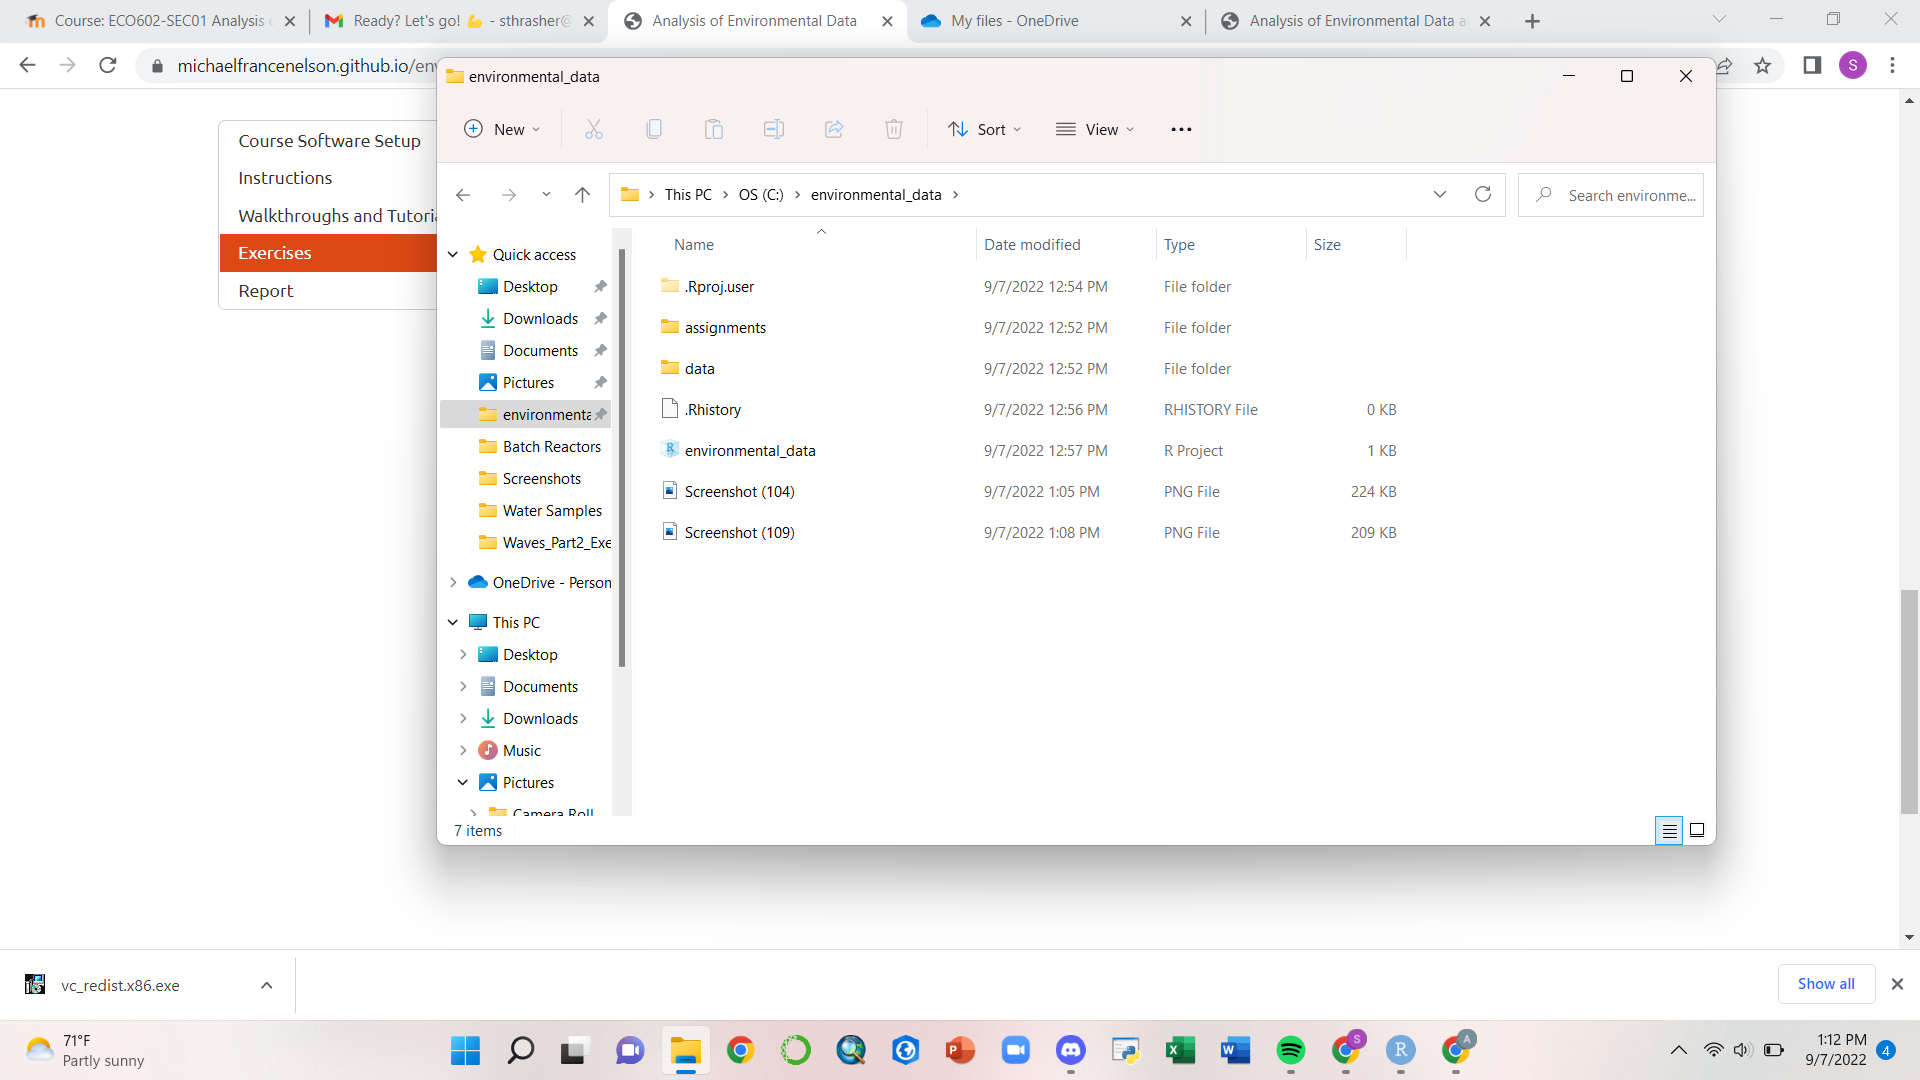 Course: ECO602-SEC01 Analysis
Ready? Let's go! 💪 - sthrasher@
Analysis of Environmental Data
My files - OneDrive
Analysis of Environmental Data a
michaelfrancenelson.github.io/en
Course Software Setup
Instructions
Walkthroughs and Tutoria
Exercises
Report
environmental_data
New
Sort
View
This PC > OS (C:) > environmental_data >
Search environme...
Name Date modified Type Size
Quick access
Desktop
Downloads
Documents
Pictures
environmenta
Batch Reactors
Screenshots
Water Samples
Waves_Part2_Exe
OneDrive - Person
This PC
Desktop
Documents
Downloads
Music
Pictures
Camera Roll
.Rproj.user 9/7/2022 12:54 PM File folder
assignments 9/7/2022 12:52 PM File folder
data 9/7/2022 12:52 PM File folder
.Rhistory 9/7/2022 12:56 PM RHISTORY File 0 KB
environmental_data 9/7/2022 12:57 PM R Project 1 KB
Screenshot (104) 9/7/2022 1:05 PM PNG File 224 KB
Screenshot (109) 9/7/2022 1:08 PM PNG File 209 KB
7 items
vc_redist.x86.exe
Show all
71°F
Partly sunny
1:12 PM
9/7/2022
4